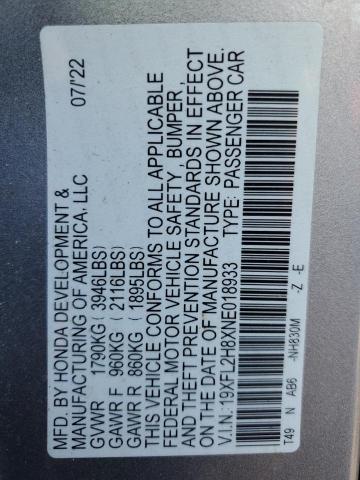 MFD. BY HONDA DEVELOPMENT & 07/'22
MANUFACTURING OF AMERICA, LLC
GVWR 1790KG (3946LBS)
GAWR F 960KG (2116LBS)
GAWR R 860KG (1895LBS)
THIS VEHICLE CONFORMS TO ALL APPLICABLE
FEDERAL MOTOR VEHICLE SAFETY, BUMPER,
AND THEFT PREVENTION STANDARDS IN EFFECT
ON THE DATE OF MANUFACTURE SHOWN ABOVE.
V.I.N.: 19XFL2H8XNE018933 TYPE: PASSENGER CAR
T49 N AB6 -NH830M -Z -E